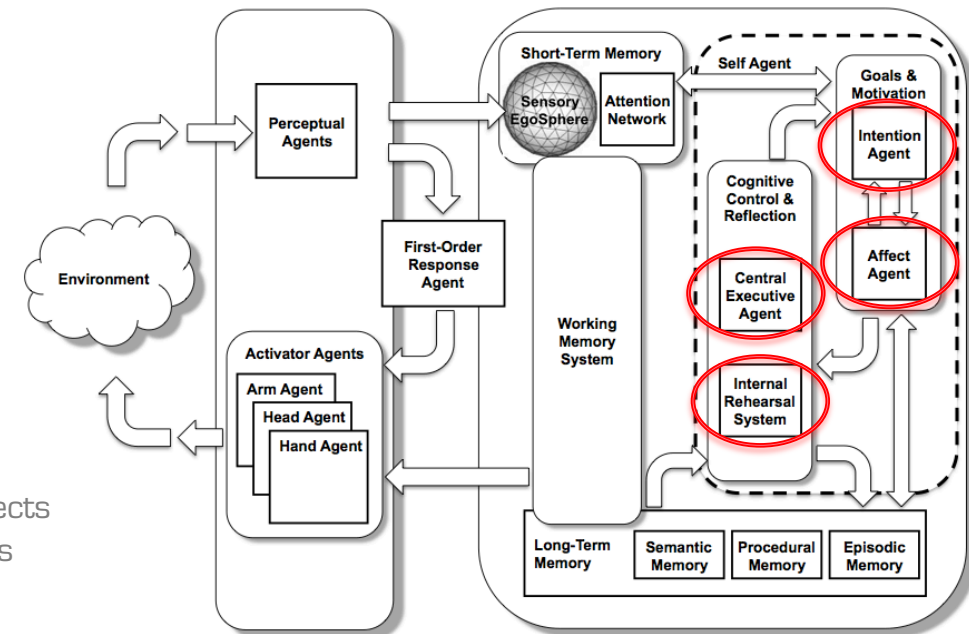 Environment
Perceptual
Agents
First-Order
Response
Agent
Activator Agents
Arm Agent
Head Agent
Hand Agent
Short-Term Memory
Sensory
EgoSphere
Attention
Network
Self Agent
Goals &
Motivation
Intention
Agent
Affect
Agent
Cognitive
Control &
Reflection
Central
Executive
Agent
Internal
Rehearsal
System
Working
Memory
System
Long-Term
Memory
Semantic
Memory
Procedural
Memory
Episodic
Memory